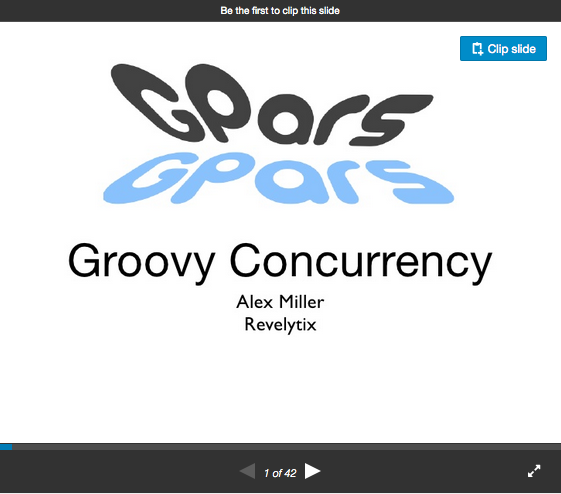 Be the first to clip this slide
Clip slide
GPars
GPars
Groovy Concurrency
Alex Miller
Revelytix
1 of 42